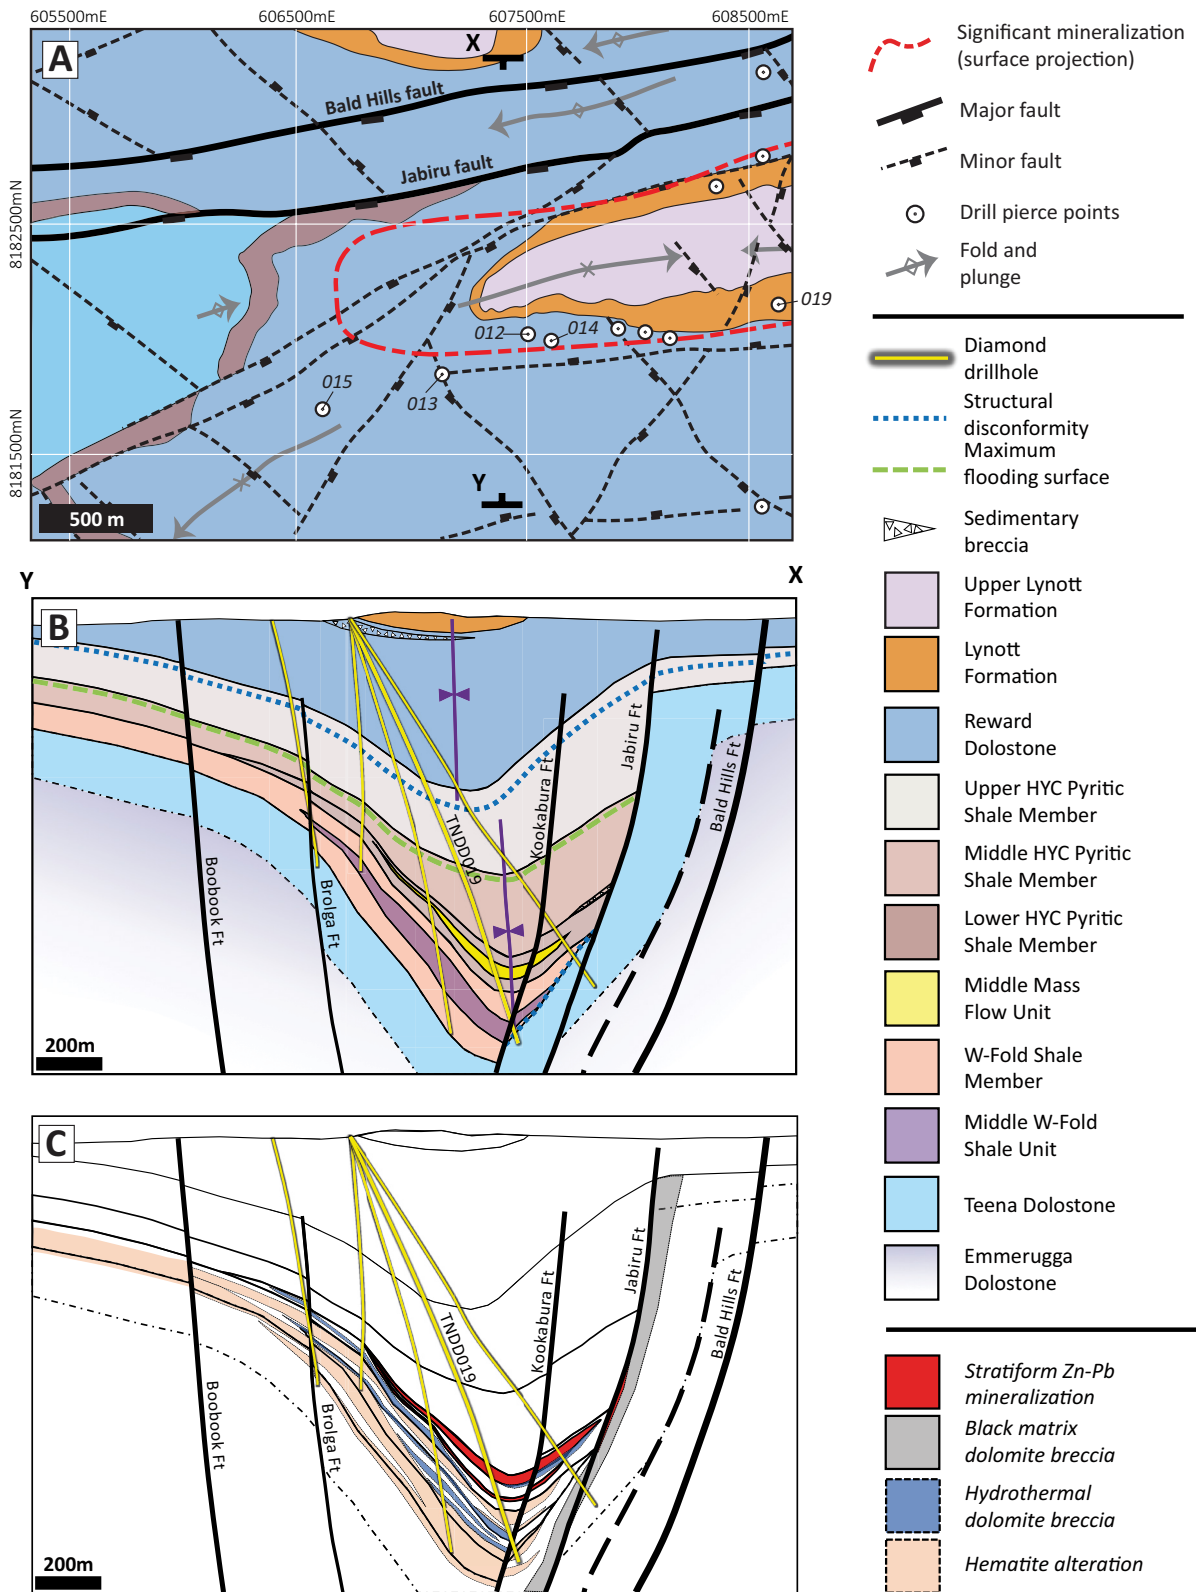 605500mE
606500mE
607500mE
608500mE
A
X
Bald Hills fault
Jabiru fault
8182500mN
8181500mN
012
014
019
015
013
Y
500 m
Significant mineralization
(surface projection)
Major fault
Minor fault
Drill pierce points
Fold and
plunge
Diamond
drillhole
Structural
disconformity
Maximum
flooding surface
Sedimentary
breccia
Upper Lynott
Formation
Lynott
Formation
Reward
Dolostone
Upper HYC Pyritic
Shale Member
Middle HYC Pyritic
Shale Member
Lower HYC Pyritic
Shale Member
Middle Mass
Flow Unit
W-Fold Shale
Member
Middle W-Fold
Shale Unit
Teena Dolostone
Emmerugga
Dolostone
Stratiform Zn-Pb
mineralization
Black matrix
dolomite breccia
Hydrothermal
dolomite breccia
Hematite alteration
Y
X
B
Boobook Ft
Brolga Ft
TNDD019
Kookabura Ft
Jabiru Ft
Bald Hills Ft
200m
C
Boobook Ft
Brolga Ft
TNDD019
Kookabura Ft
Jabiru Ft
Bald Hills Ft
200m